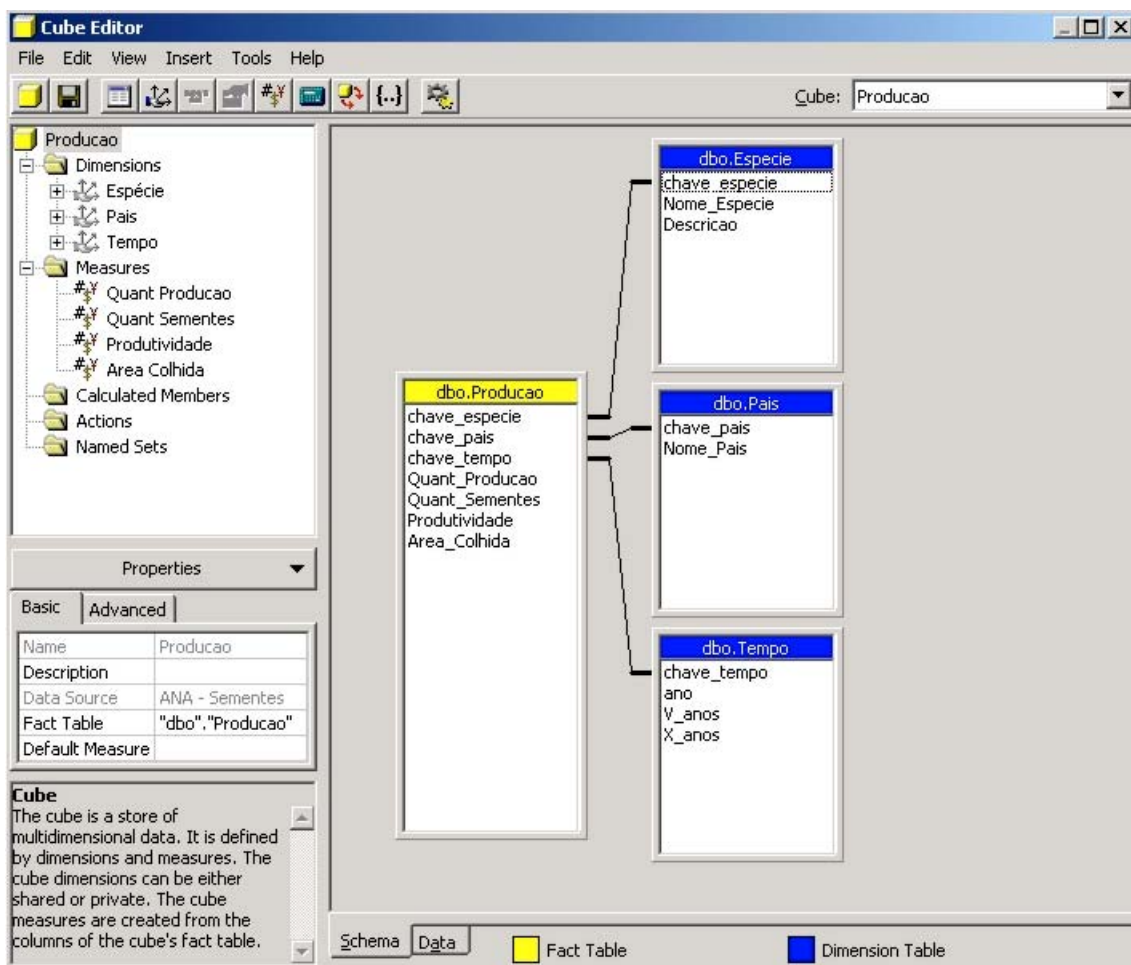 Cube Editor
File Edit View Insert Tools Help
Cube: Producao
Producao
Dimensions
Espécie
Pais
Tempo
Measures
Quant Producao
Quant Sementes
Produtividade
Area Colhida
Calculated Members
Actions
Named Sets
Properties
Basic Advanced
Name Producao
Description
Data Source ANA - Sementes
Fact Table "dbo"."Producao"
Default Measure
Cube
The cube is a store of
multidimensional data. It is defined
by dimensions and measures. The
cube dimensions can be either
shared or private. The cube
measures are created from the
columns of the cube's fact table.
dbo.Producao
chave_especie
chave_pais
chave_tempo
Quant_Producao
Quant_Sementes
Produtividade
Area_Colhida
dbo.Especie
chave_especie
Nome_Especie
Descricao
dbo.Pais
chave_pais
Nome_Pais
dbo.Tempo
chave_tempo
ano
V_anos
X_anos
Schema Data Fact Table Dimension Table